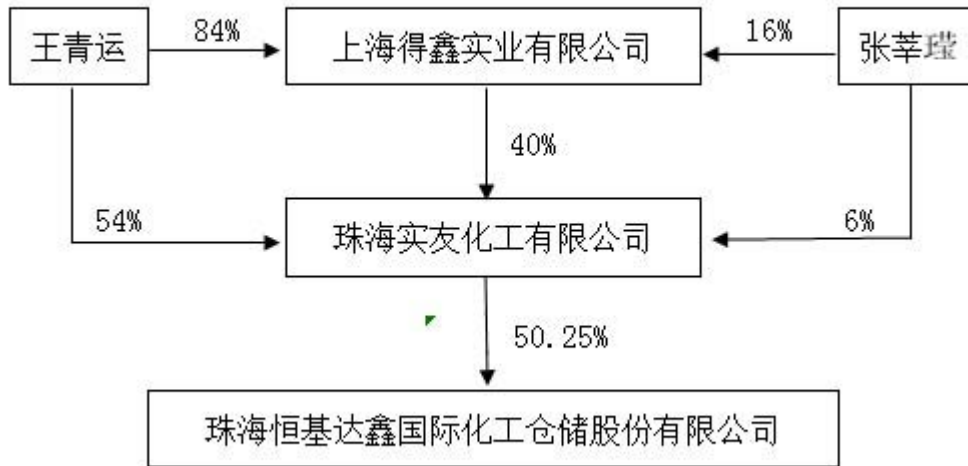 王青运
84%
上海得鑫实业有限公司
16%
张莘瑆
40%
54%
珠海实友化工有限公司
6%
50.25%
珠海恒基达鑫国际化工仓储股份有限公司